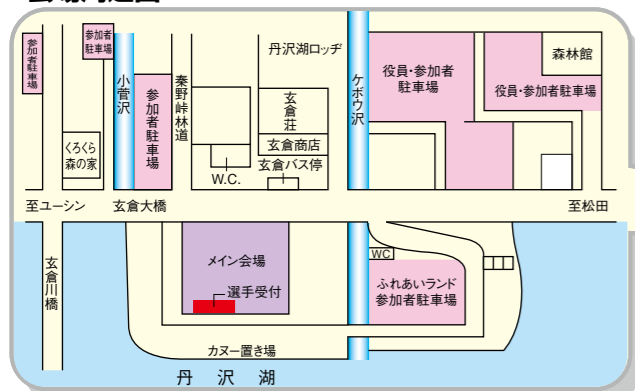 参加者駐車場
参加者
駐車場
小菅沢
参加者駐車場
秦野峠林道
丹沢湖ロッヂ
玄倉荘
玄倉商店
玄倉バス停
W.C.
くろくら
森の家
ケボウ沢
役員・参加者
駐車場
森林館
役員・参加者駐車場
至ユーシン
玄倉大橋
至松田
玄倉川橋
メイン会場
選手受付
WC
ふれあいランド
参加者駐車場
カヌー置き場
丹沢湖